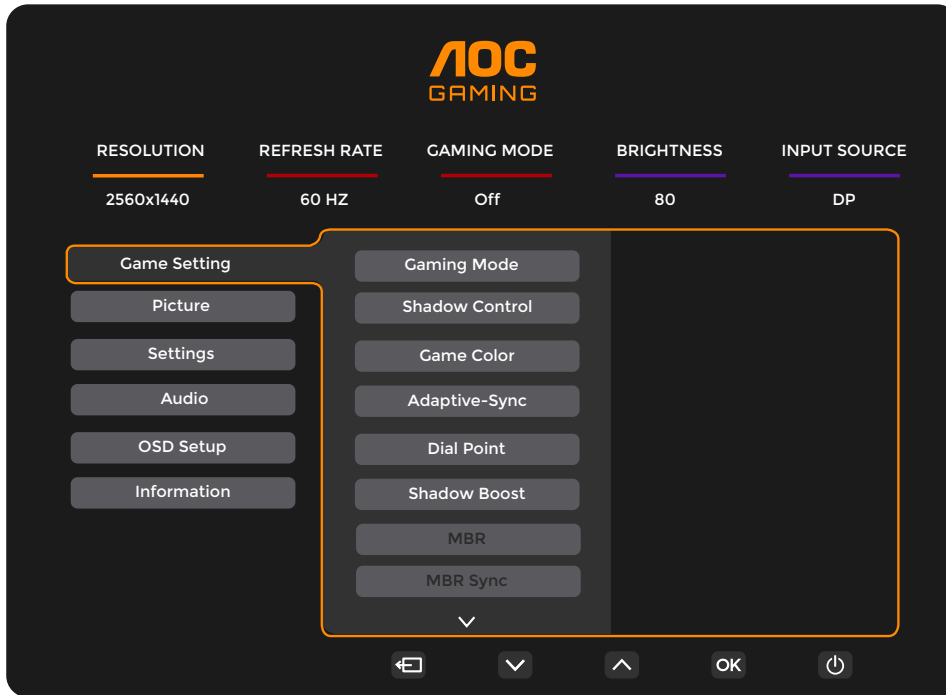 AOC
GAMING
RESOLUTION REFRESH RATE GAMING MODE BRIGHTNESS INPUT SOURCE
2560x1440 60 HZ Off 80 DP
Game Setting
Picture
Settings
Audio
OSD Setup
Information
Gaming Mode
Shadow Control
Game Color
Adaptive-Sync
Dial Point
Shadow Boost
MBR
MBR Sync
OK